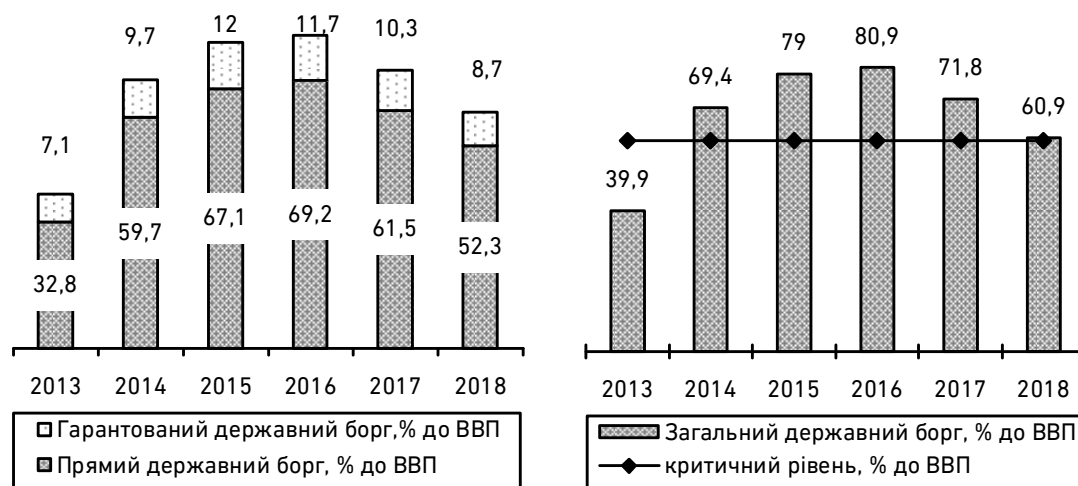 9,7 12 11,7 10,3
8,7
7,1
59,7 67,1 69,2 61,5
52,3
32,8
2013 2014 2015 2016 2017 2018
Гарантований державний борг,% до ВВП
Прямий державний борг, % до ВВП
79 80,9
69,4 71,8
60,9
39,9
2013 2014 2015 2016 2017 2018
Загальний державний борг, % до ВВП
критичний рівень, % до ВВП